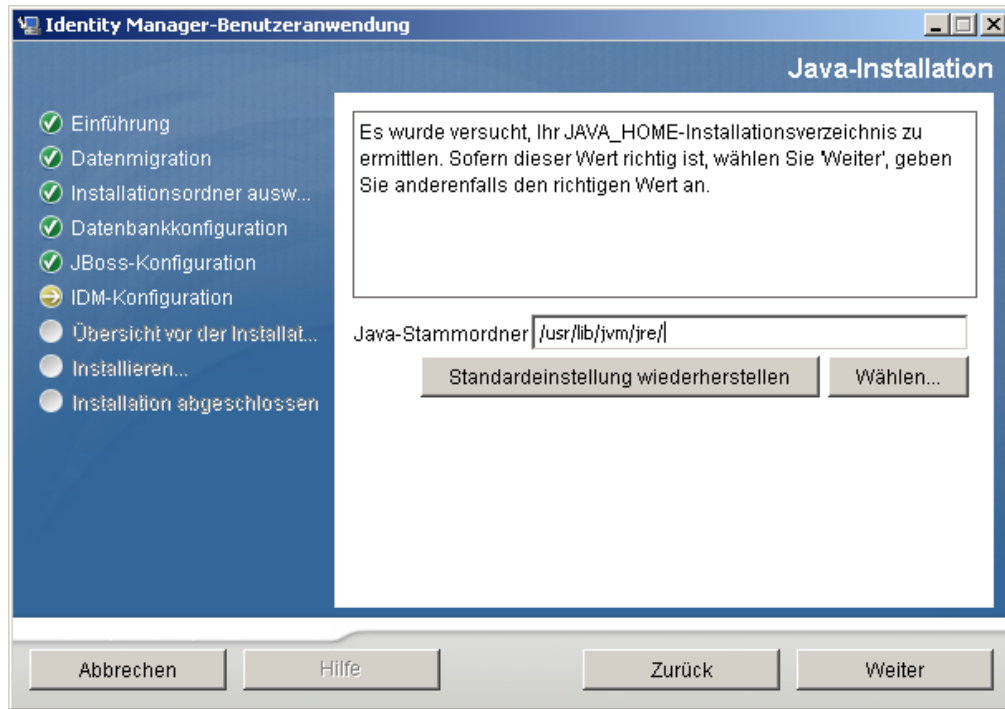 Identity Manager-Benutzeranwendung
Java-Installation
Einführung
Datenmigration
Installationsordner ausw...
Datenbankkonfiguration
JBoss-Konfiguration
IDM-Konfiguration
Übersicht vor der Installat...
Installieren...
Installation abgeschlossen
Es wurde versucht, Ihr JAVA_HOME-Installationsverzeichnis zu
ermittlen. Sofern dieser Wert richtig ist, wählen Sie 'Weiter', geben
Sie anderenfalls den richtigen Wert an.
Java-Stammordner /usr/lib/jvm/jre/
Standardeinstellung wiederherstellen Wählen...
Abbrechen Hilfe Zurück Weiter